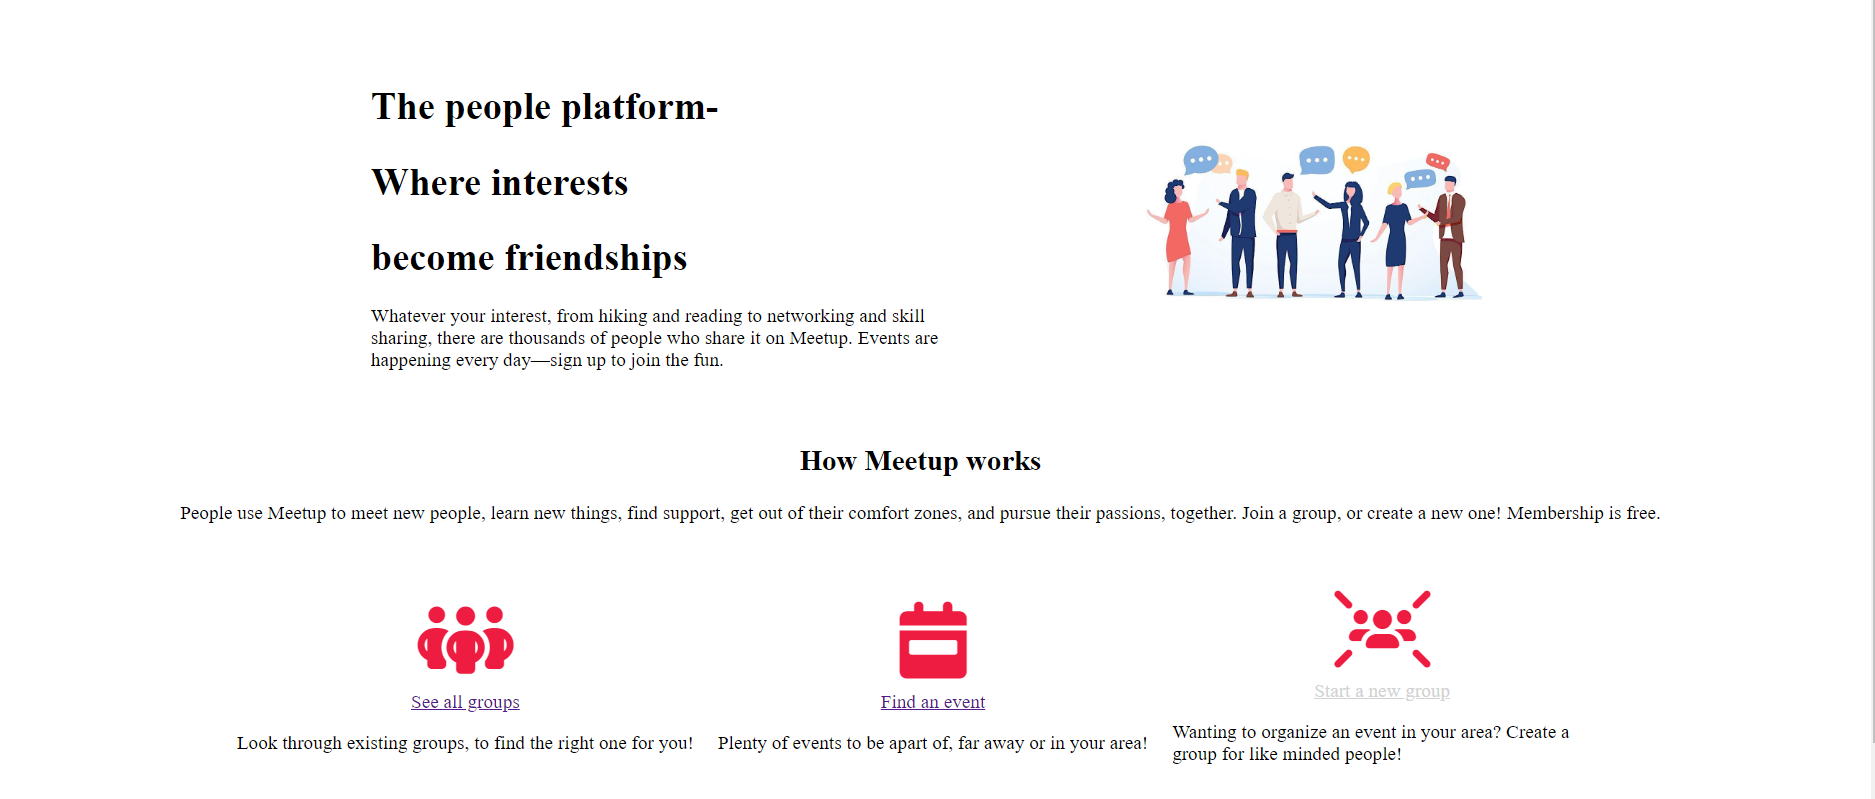 The people platform-
Where interests
become friendships
Whatever your interest, from hiking and reading to networking and skill
sharing, there are thousands of people who share it on Meetup. Events are
happening every day—sign up to join the fun.
How Meetup works
People use Meetup to meet new people, learn new things, find support, get out of their comfort zones, and pursue their passions, together. Join a group, or create a new one! Membership is free.
See all groups
Look through existing groups, to find the right one for you!
Find an event
Plenty of events to be apart of, far away or in your area!
Start a new group
Wanting to organize an event in your area? Create a
group for like minded people!